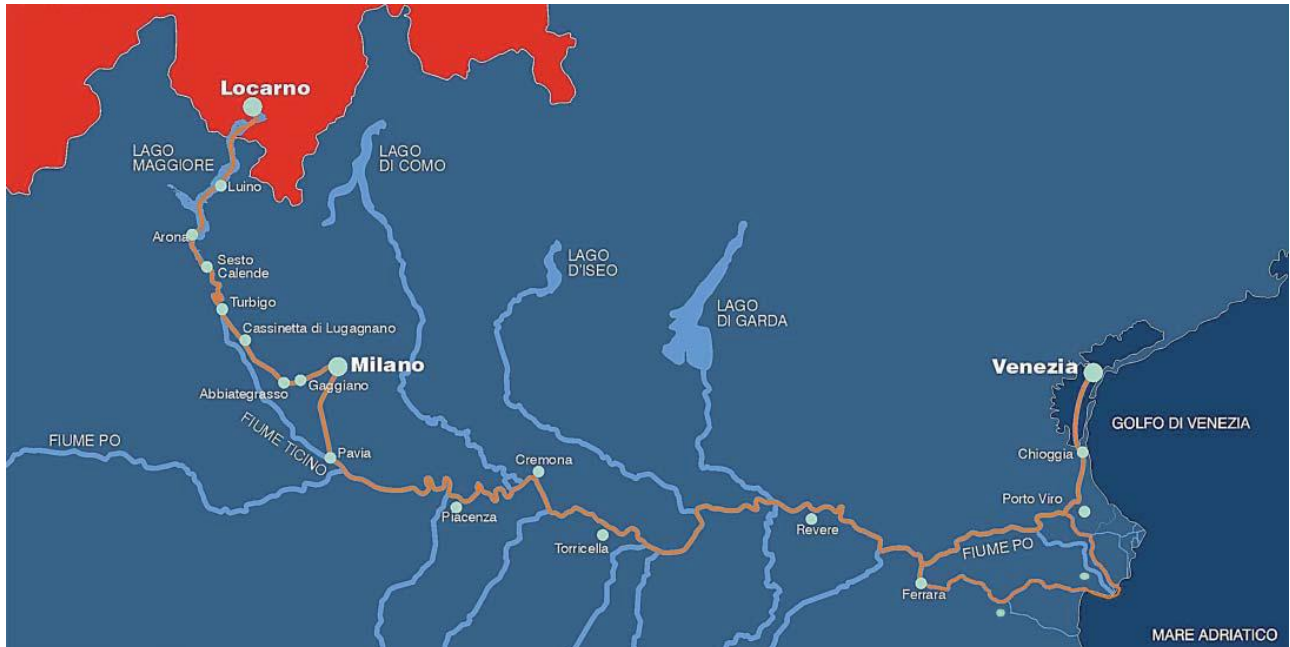 Locarno
LAGO
MAGGIORE
LAGO
DI COMO
Luino
Arona
Sesto
Calende
LAGO
D'ISEO
Turbigo
LAGO
DI GARDA
Cassinetta di Lugagnano
Milano
Venezia
Abbiategrasso
Gaggiano
GOLFO DI VENEZIA
FIUME PO
FIUME TICINO
Pavia
Chioggia
Cremona
Porto Viro
Piacenza
Revere
Torricella
FIUME PO
Ferrara
MARE ADRIATICO